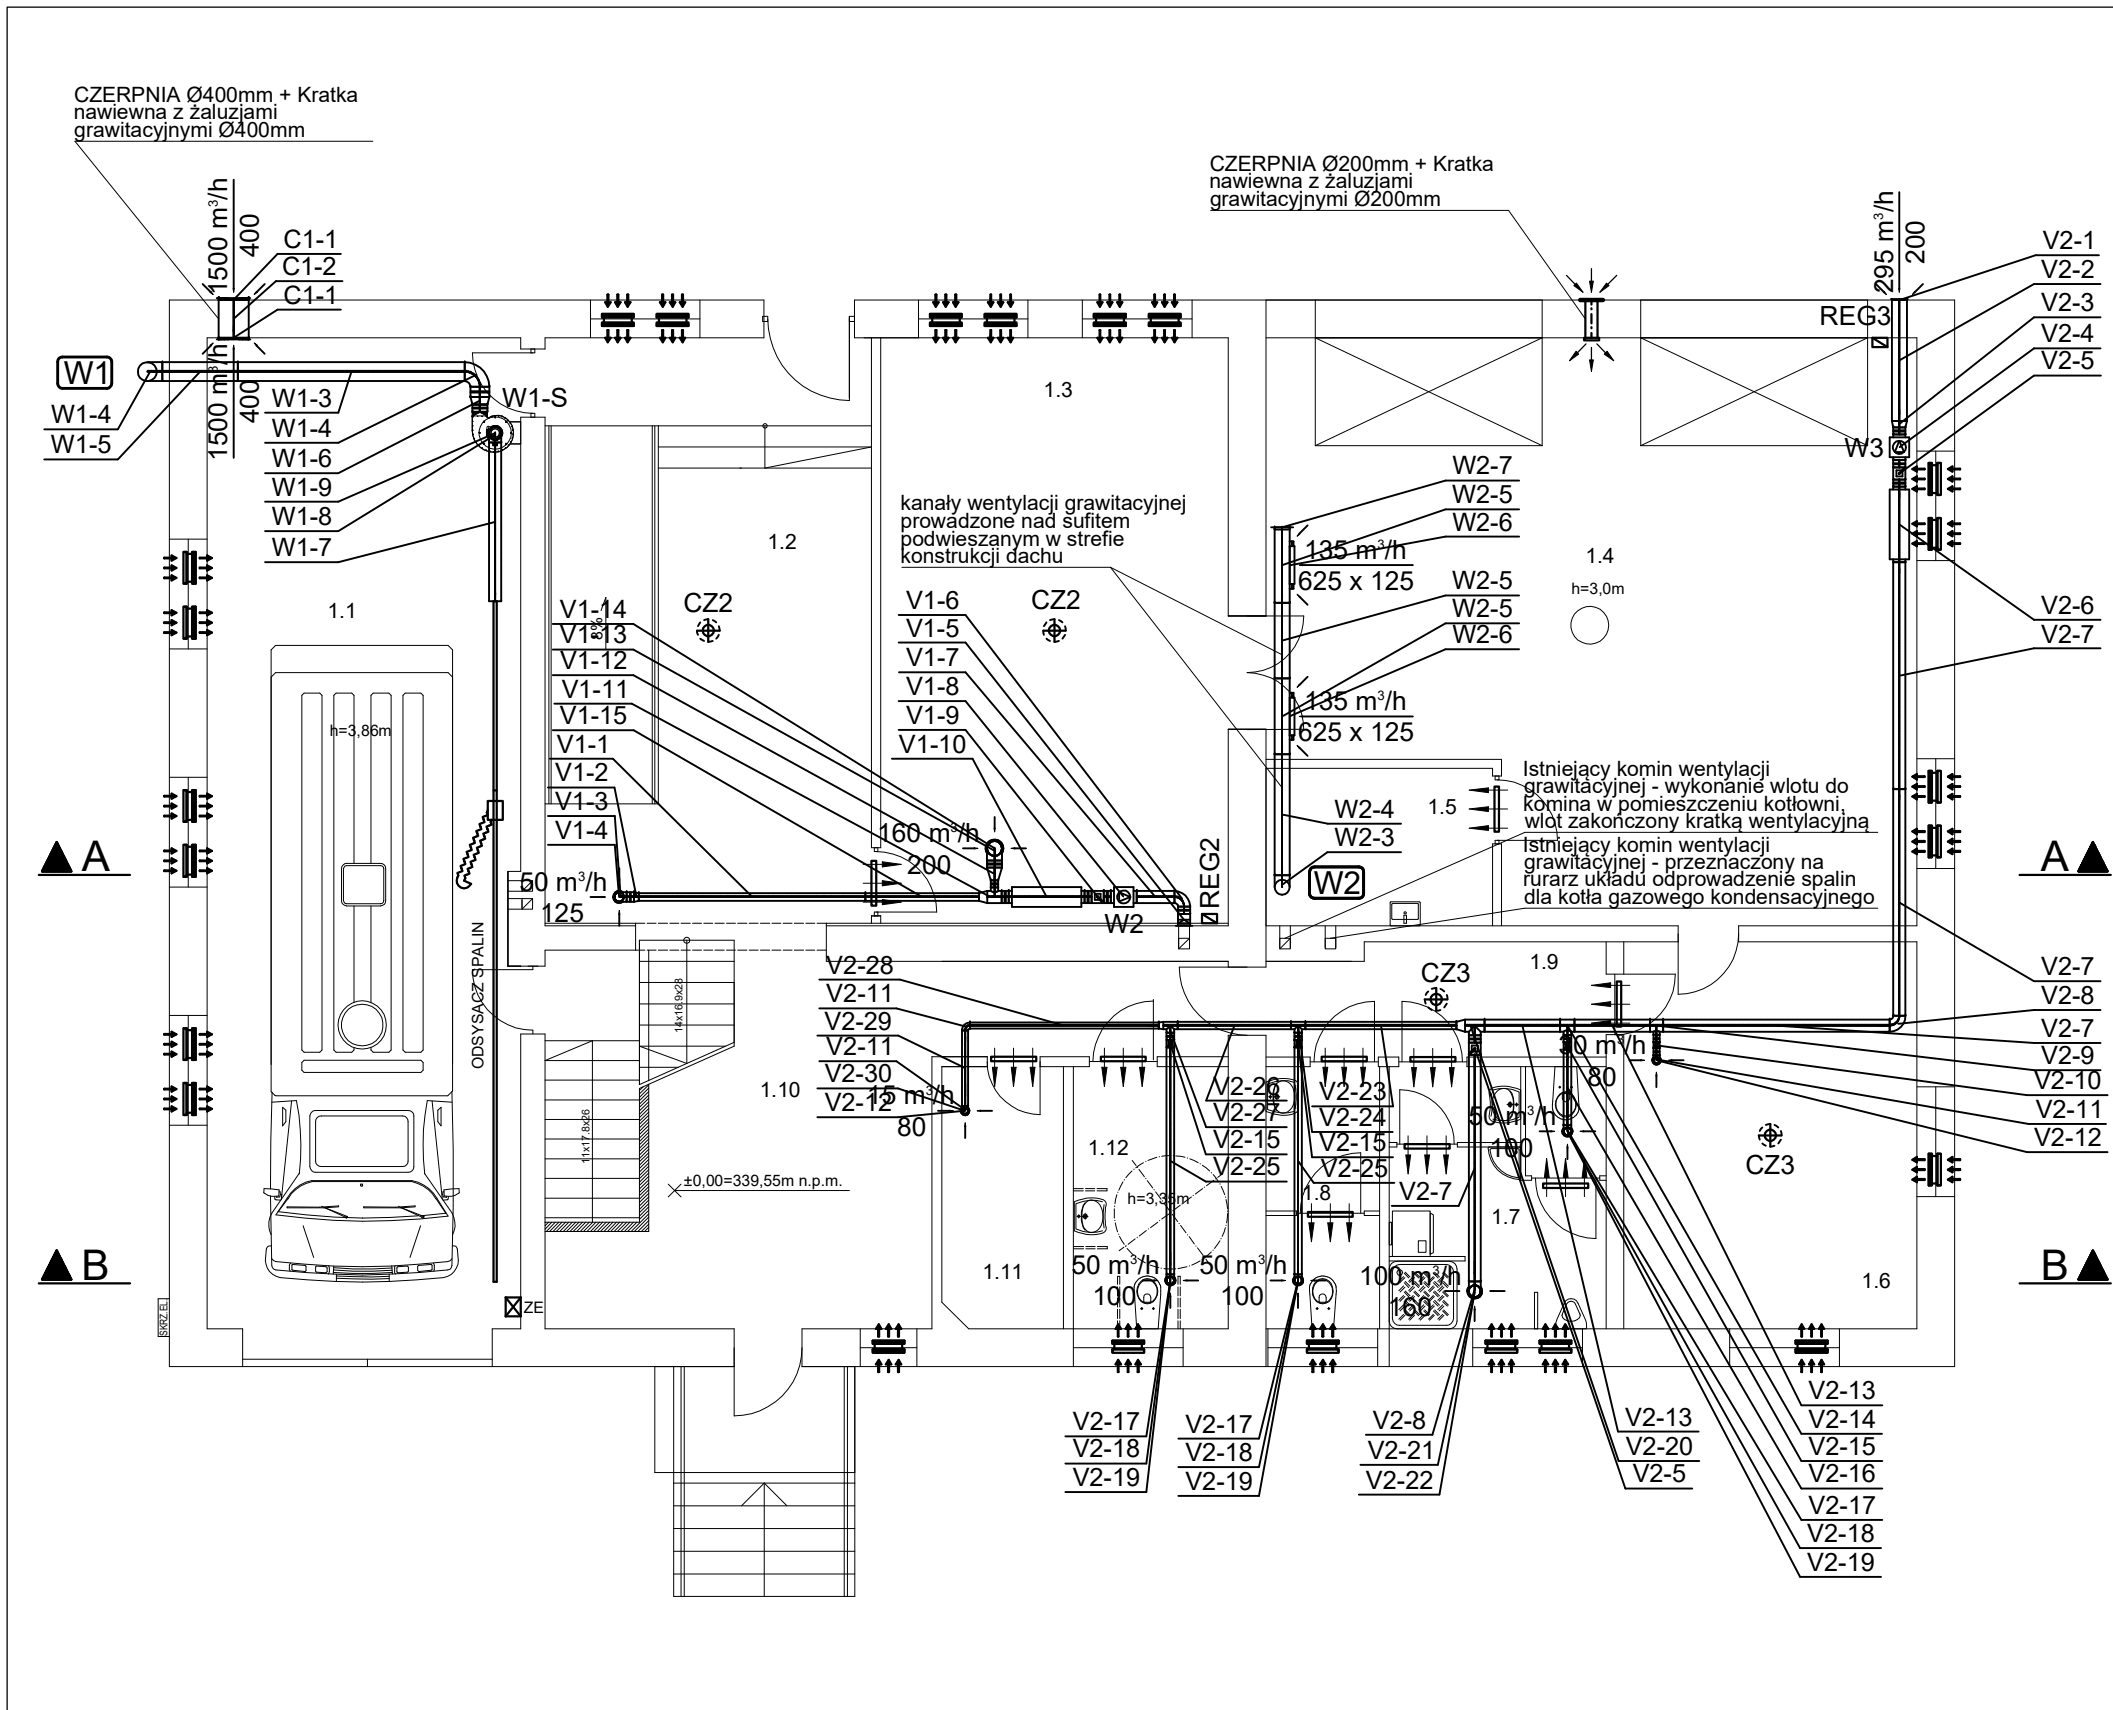 CZERPNIA Ø400mm + Kratka
nawiewna z żaluzjami
grawitacyjnymi Ø400mm
CZERPNIA Ø200mm + Kratka
nawiewna z żaluzjami
grawitacyjnymi Ø200mm
1500 m³/h
400
C1-1
C1-2
C1-1
1500 m³/h
400
295 m³/h
200
V2-1
V2-2
V2-3
V2-4
V2-5
REG3
W3
W1
W1-4
W1-5
W1-3
W1-4
W1-6
W1-9
W1-8
W1-7
W1-S
1.3
1.2
1.1
1.4
h=3,0m
kanały wentylacji grawitacyjnej
prowadzone nad sufitem
podwieszanym w strefie
konstrukcji dachu
W2-7
W2-5
W2-6
135 m³/h
625 x 125
W2-5
W2-5
W2-6
135 m³/h
625 x 125
CZ2
CZ2
8%
V1-14
V1-13
V1-12
V1-11
V1-15
V1-1
V1-2
V1-3
V1-4
V1-6
V1-5
V1-7
V1-8
V1-9
V1-10
V2-6
V2-7
h=3,86m
Istniejący komin wentylacji
grawitacyjnej - wykonanie wlotu do
komina w pomieszczeniu kotłowni,
wlot zakończony kratką wentylacyjną
Istniejący komin wentylacji
grawitacyjnej - przeznaczony na
rurarz układu odprowadzenie spalin
dla kotła gazowego kondensacyjnego
1.5
W2-4
W2-3
W2
160 m³/h
200
50 m³/h
125
W2
REG2
A
A
ODSYSACZ SPALIN
14x16.9x28
11x17.8x26
V2-28
V2-11
V2-29
V2-11
V2-30
V2-12
15 m³/h
80
CZ3
1.9
V2-7
V2-8
V2-7
V2-9
V2-10
V2-11
V2-12
1.10
±0,00=339,55m n.p.m.
1.12
h=3,35m
V2-26
V2-27
V2-15
V2-25
V2-23
V2-24
V2-15
V2-25
V2-7
80
50 m³/h
100
CZ3
1.8
1.7
1.11
1.6
50 m³/h
100
50 m³/h
100
100 m³/h
160
B
B
ZE
SKRZ.EL.
V2-17
V2-18
V2-19
V2-17
V2-18
V2-19
V2-8
V2-21
V2-22
V2-13
V2-20
V2-5
V2-13
V2-14
V2-15
V2-16
V2-17
V2-18
V2-19